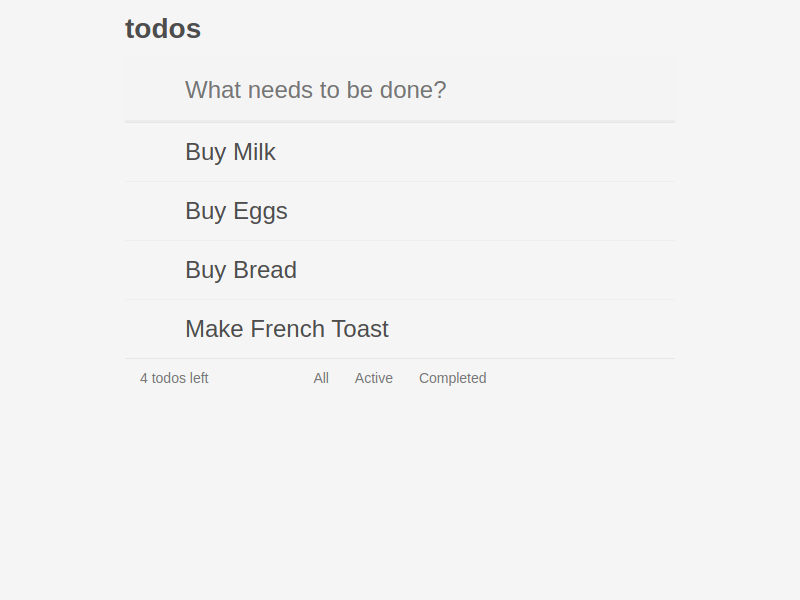 todos
What needs to be done?
Buy Milk
Buy Eggs
Buy Bread
Make French Toast
4 todos left All Active Completed